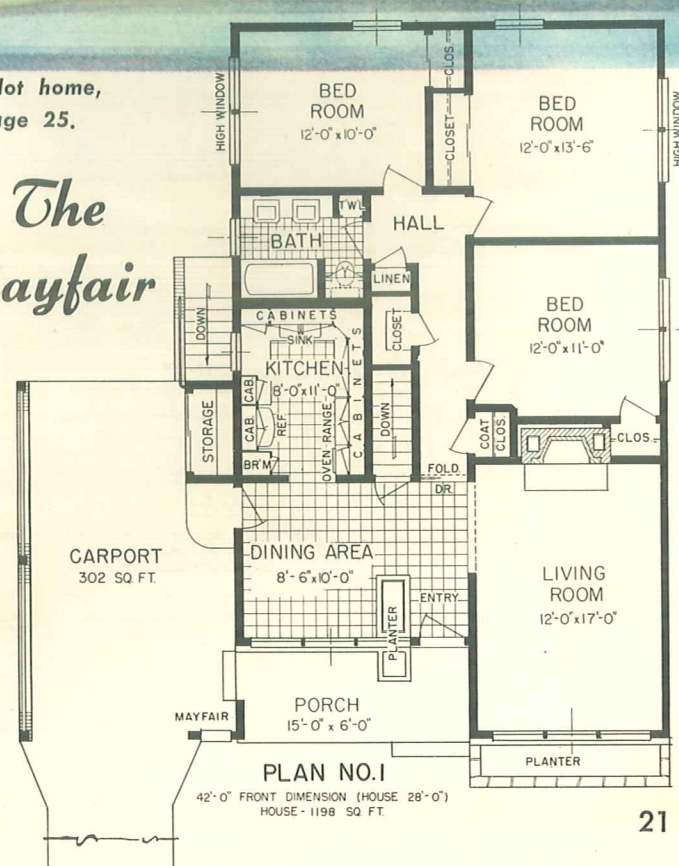 lot home,
ge 25.
The
ayfair
HIGH WINDOW
BED
ROOM
12'-0" x 10'-0"
CLOS.
CLOSET
BED
ROOM
12'-0" x 13'-6"
HIGH WINDOW
TWL
BATH
HALL
LINEN
DOWN
CABINETS
SINK
CLOSET
BED
ROOM
12'-0" x 11'-0"
KITCHEN
8'-0" x 11'-0"
CABINETS
CAB.
CAB.
REF.
OVEN-RANGE
BR'M
STORAGE
DOWN
COAT
CLOS.
CLOS.
FOLD.
DR.
CARPORT
302 SQ. FT.
DINING AREA
8'-6" x 10'-0"
ENTRY
PLANTER
LIVING
ROOM
12'-0" x 17'-0"
MAYFAIR
PORCH
15'-0" x 6'-0"
PLANTER
PLAN NO.1
42'-0" FRONT DIMENSION (HOUSE 28'-0")
HOUSE - 1198 SQ. FT.
21